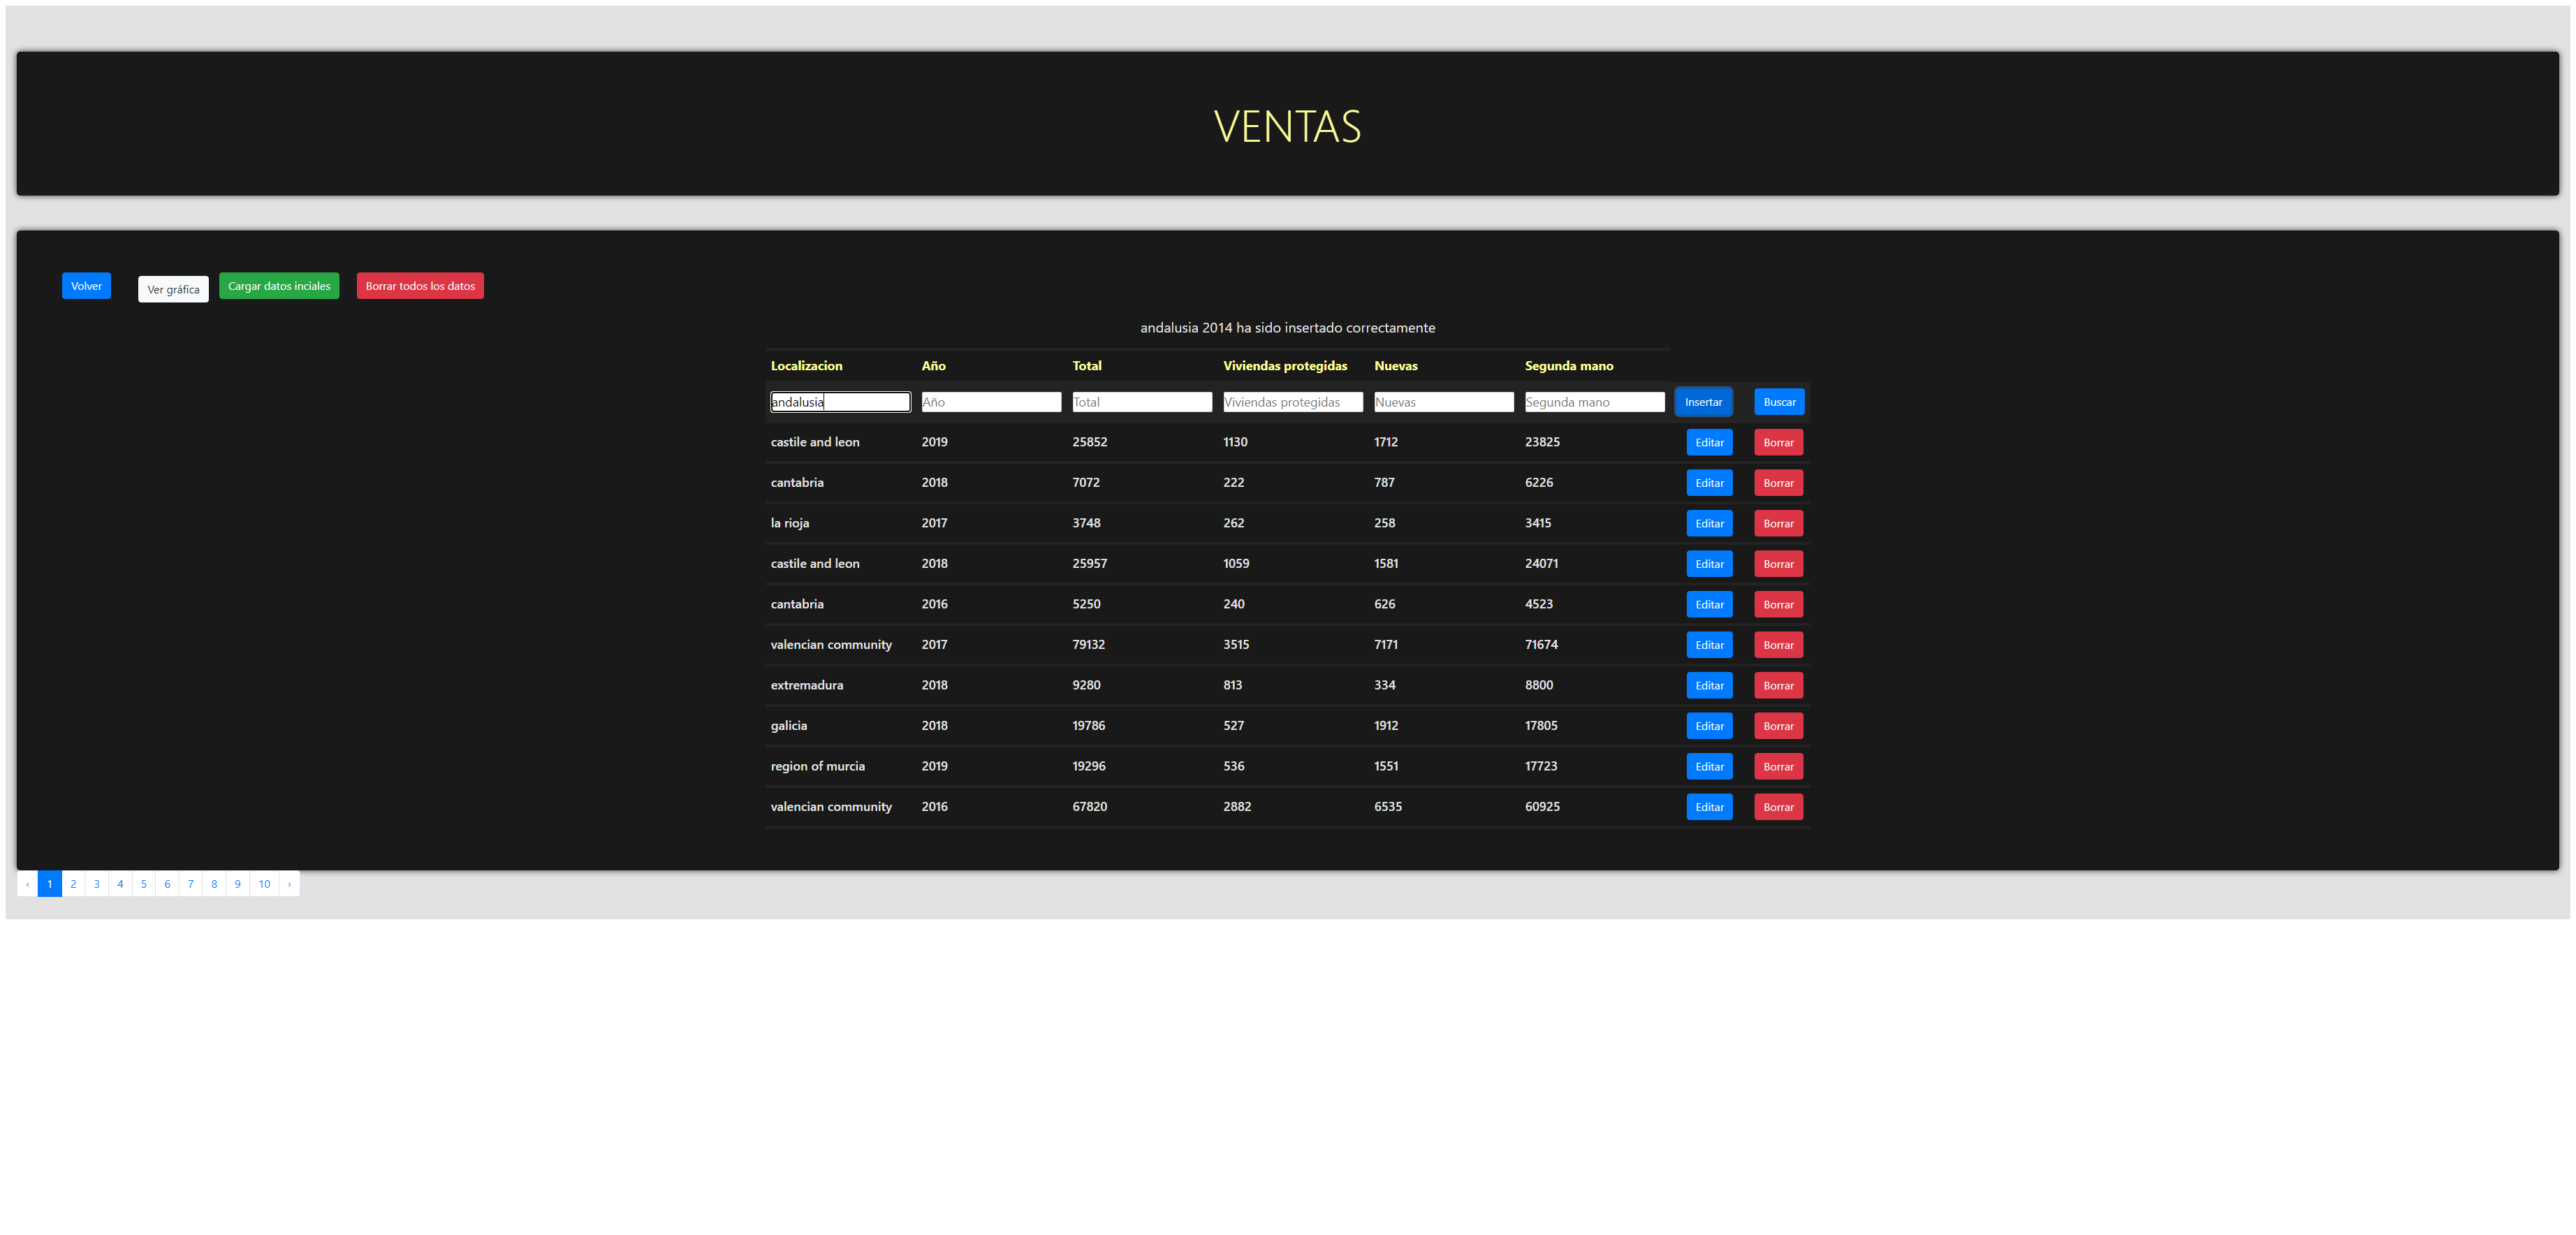 VENTAS
Volver Ver gráfica Cargar datos inciales Borrar todos los datos
andalusia 2014 ha sido insertado correctamente
Localizacion Año Total Viviendas protegidas Nuevas Segunda mano
andalusia Año Total Viviendas protegidas Nuevas Segunda mano Insertar Buscar
castile and leon 2019 25852 1130 1712 23825 Editar Borrar
cantabria 2018 7072 222 787 6226 Editar Borrar
la rioja 2017 3748 262 258 3415 Editar Borrar
castile and leon 2018 25957 1059 1581 24071 Editar Borrar
cantabria 2016 5250 240 626 4523 Editar Borrar
valencian community 2017 79132 3515 7171 71674 Editar Borrar
extremadura 2018 9280 813 334 8800 Editar Borrar
galicia 2018 19786 527 1912 17805 Editar Borrar
region of murcia 2019 19296 536 1551 17723 Editar Borrar
valencian community 2016 67820 2882 6535 60925 Editar Borrar
‹ 1 2 3 4 5 6 7 8 9 10 ›